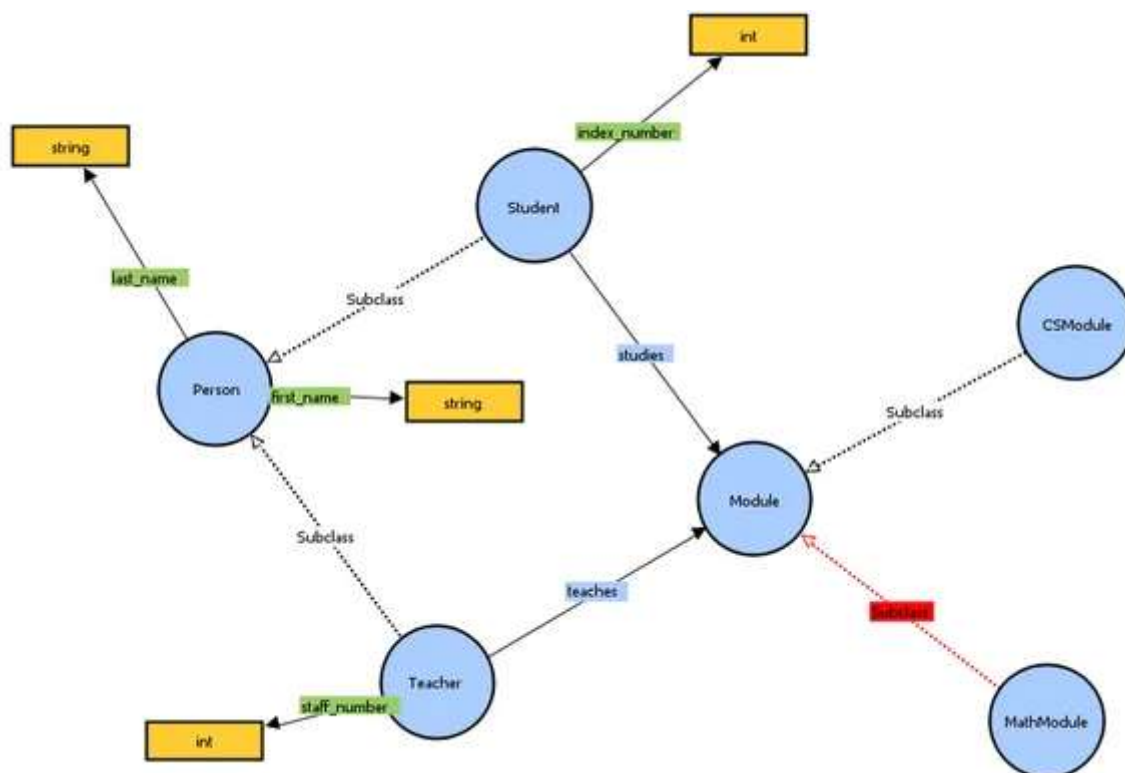 int
index_number
string
Student
last_name
Subclass
studies
CSModule
Person
first_name
string
Subclass
Module
Subclass
teaches
Subclass
Teacher
staff_number
MathModule
int